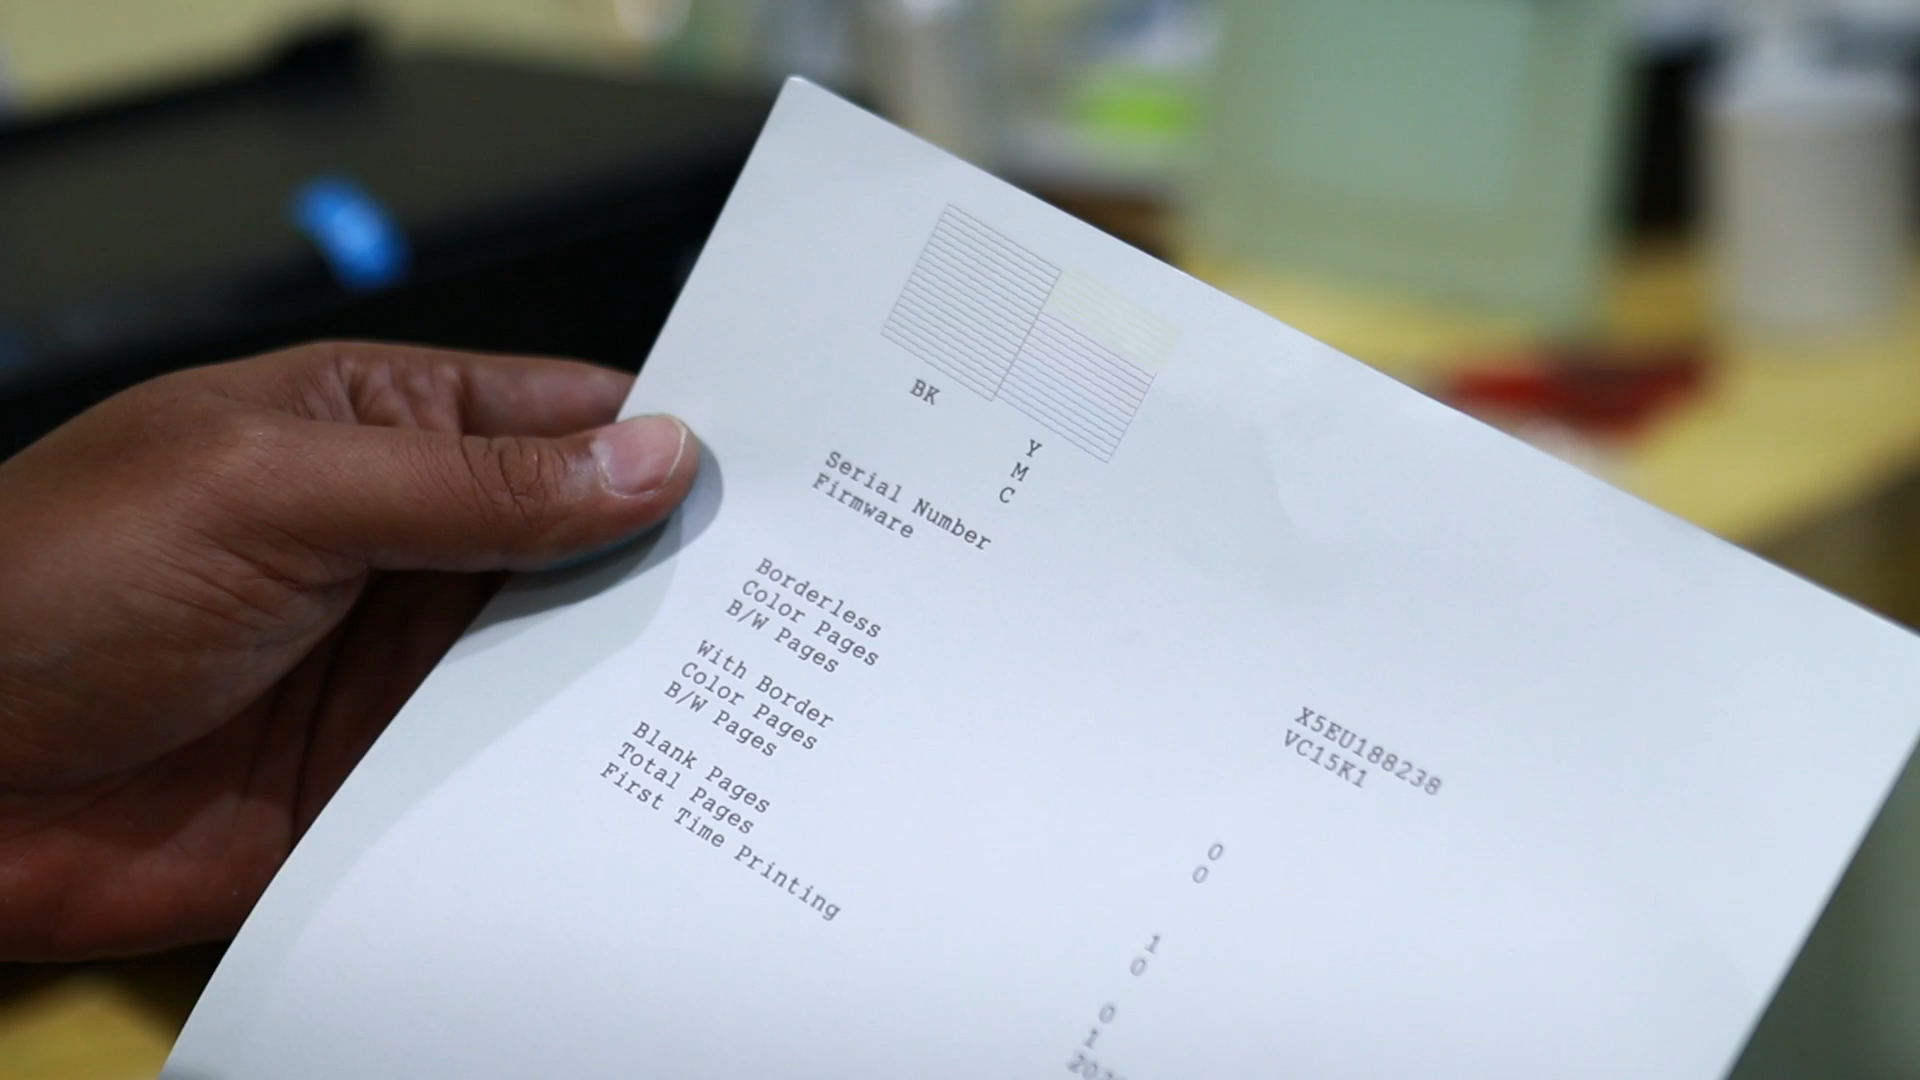 BK
Y
M
C
Serial Number X5EU188238
Firmware VC15K1
Borderless
Color Pages 0
B/W Pages 0
With Border
Color Pages 1
B/W Pages 0
Blank Pages 0
Total Pages 1
First Time Printing